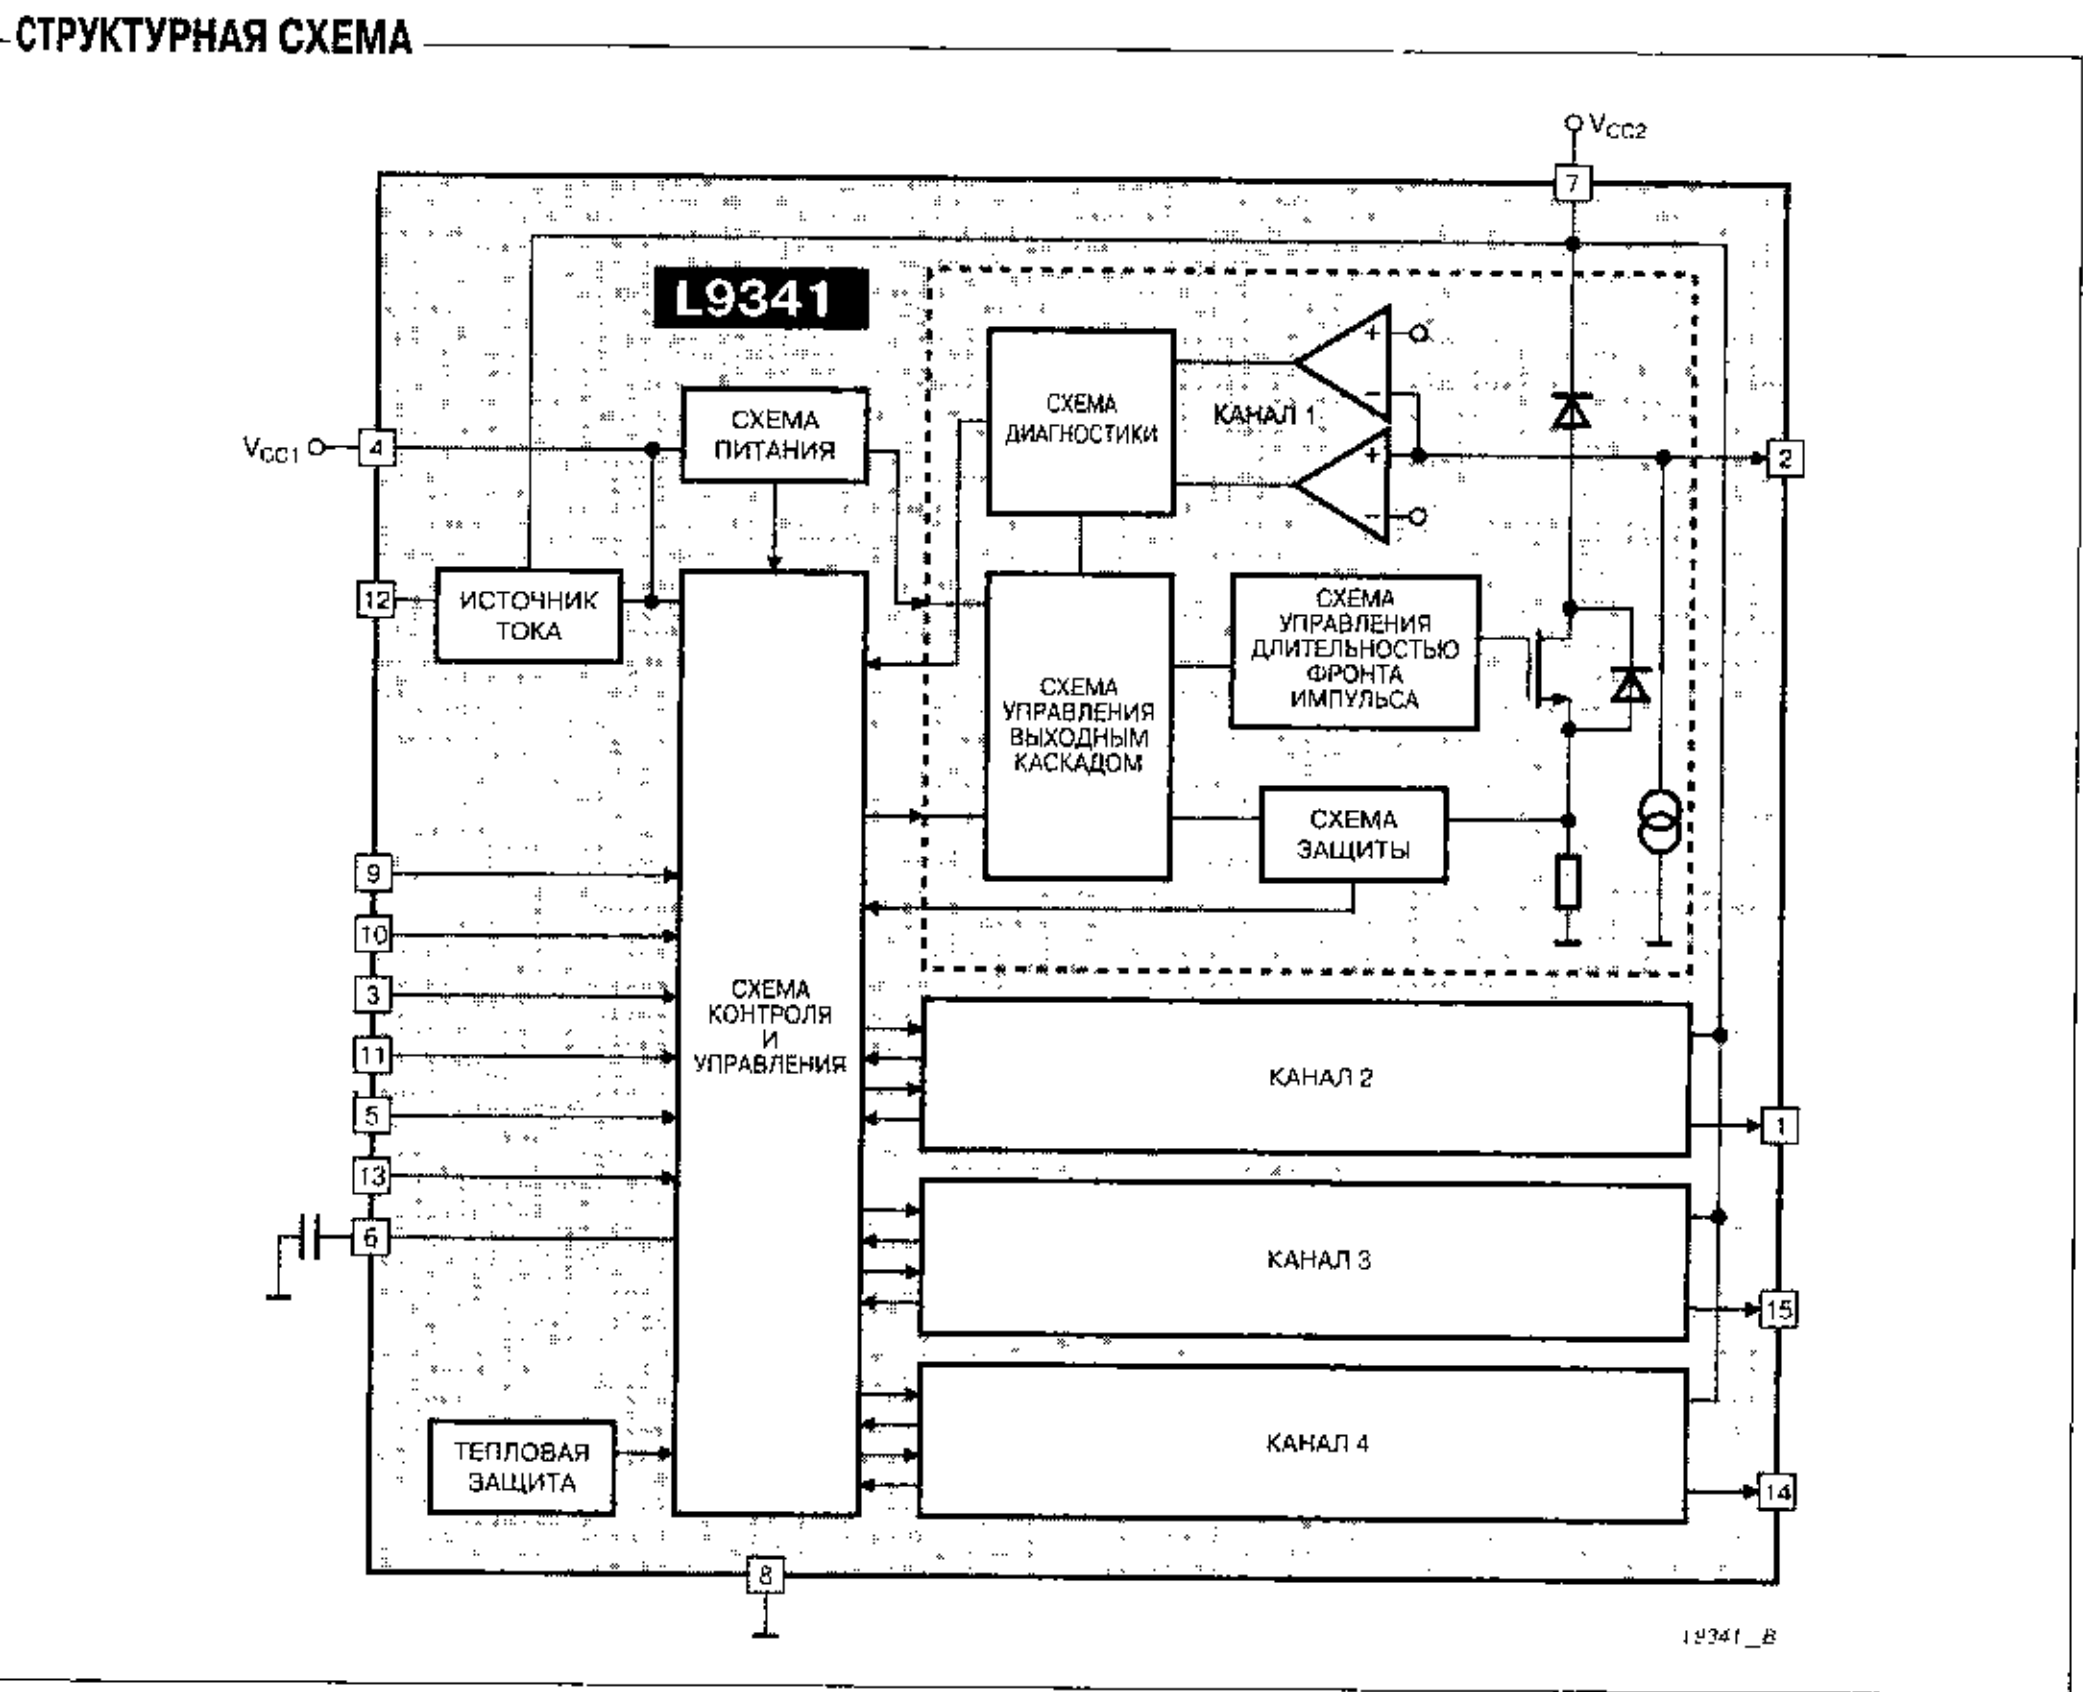 СТРУКТУРНАЯ СХЕМА
VCC2
7
L9341
СХЕМА
ПИТАНИЯ
СХЕМА
ДИАГНОСТИКИ
КАНАЛ 1
+
−
+
−
VCC1
4
2
12
ИСТОЧНИК
ТОКА
СХЕМА
УПРАВЛЕНИЯ
ДЛИТЕЛЬНОСТЬЮ
ФРОНТА
ИМПУЛЬСА
СХЕМА
УПРАВЛЕНИЯ
ВЫХОДНЫМ
КАСКАДОМ
СХЕМА
ЗАЩИТЫ
9
10
3
11
5
13
6
СХЕМА
КОНТРОЛЯ
И
УПРАВЛЕНИЯ
КАНАЛ 2
1
КАНАЛ 3
15
КАНАЛ 4
14
ТЕПЛОВАЯ
ЗАЩИТА
8
L9341_B